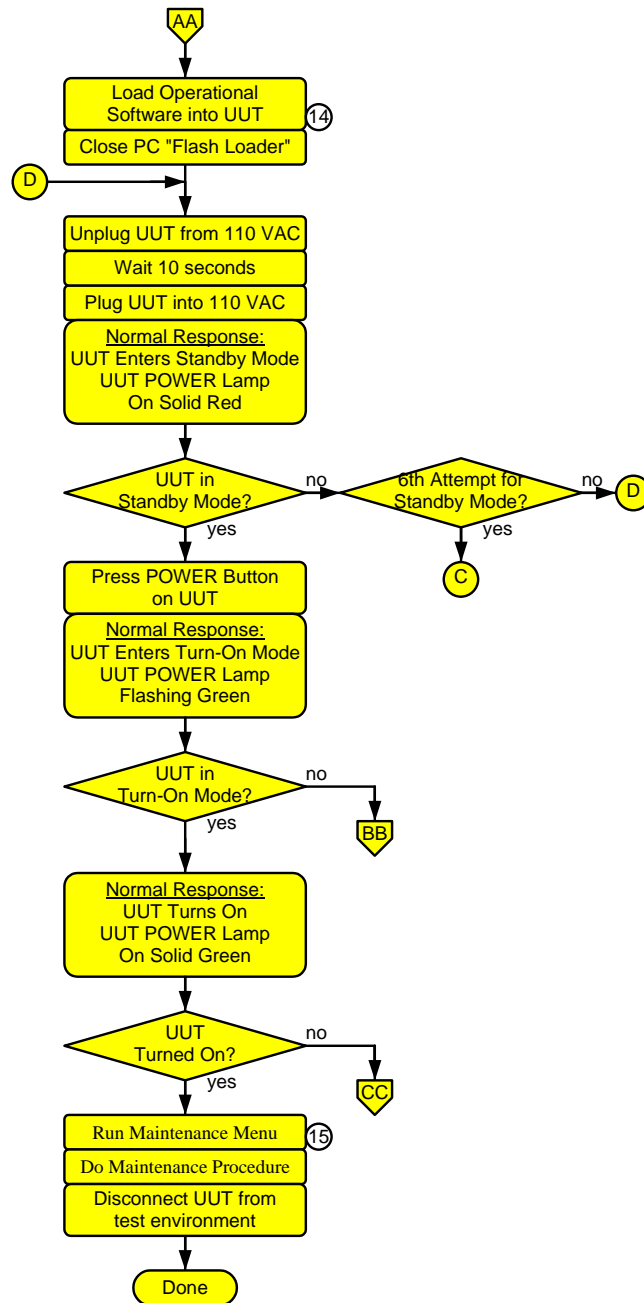 AA
Load Operational
Software into UUT
14
Close PC "Flash Loader"
D
Unplug UUT from 110 VAC
Wait 10 seconds
Plug UUT into 110 VAC
Normal Response:
UUT Enters Standby Mode
UUT POWER Lamp
On Solid Red
UUT in
Standby Mode?
no
6th Attempt for
Standby Mode?
no
D
yes
yes
C
Press POWER Button
on UUT
Normal Response:
UUT Enters Turn-On Mode
UUT POWER Lamp
Flashing Green
UUT in
Turn-On Mode?
no
yes
BB
Normal Response:
UUT Turns On
UUT POWER Lamp
On Solid Green
UUT
Turned On?
no
yes
CC
Run Maintenance Menu
15
Do Maintenance Procedure
Disconnect UUT from
test environment
Done